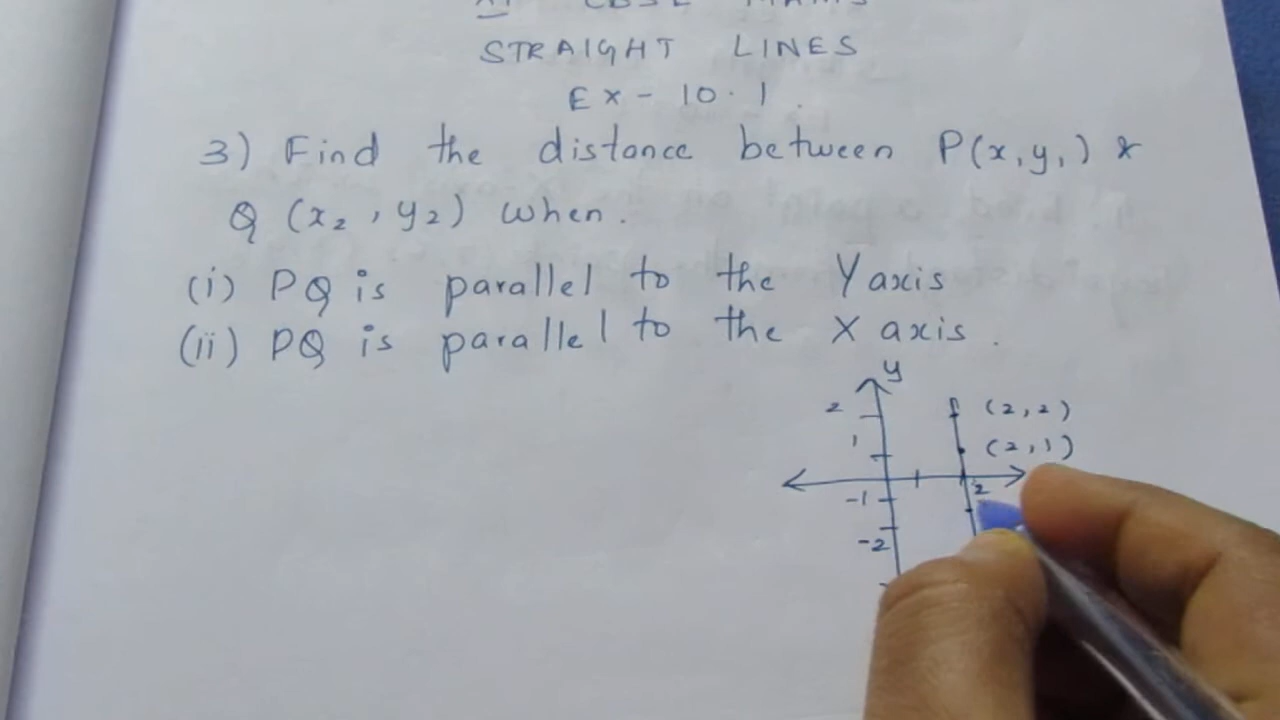 STRAIGHT LINES
Ex - 10.1
3) Find the distance between P(x, y,) &
Q (x₂, y₂) when.
(i) PQ is parallel to the Y axis
(ii) PQ is parallel to the X axis.
y
2 (2,2)
1 (2,1)
2
-1
-2